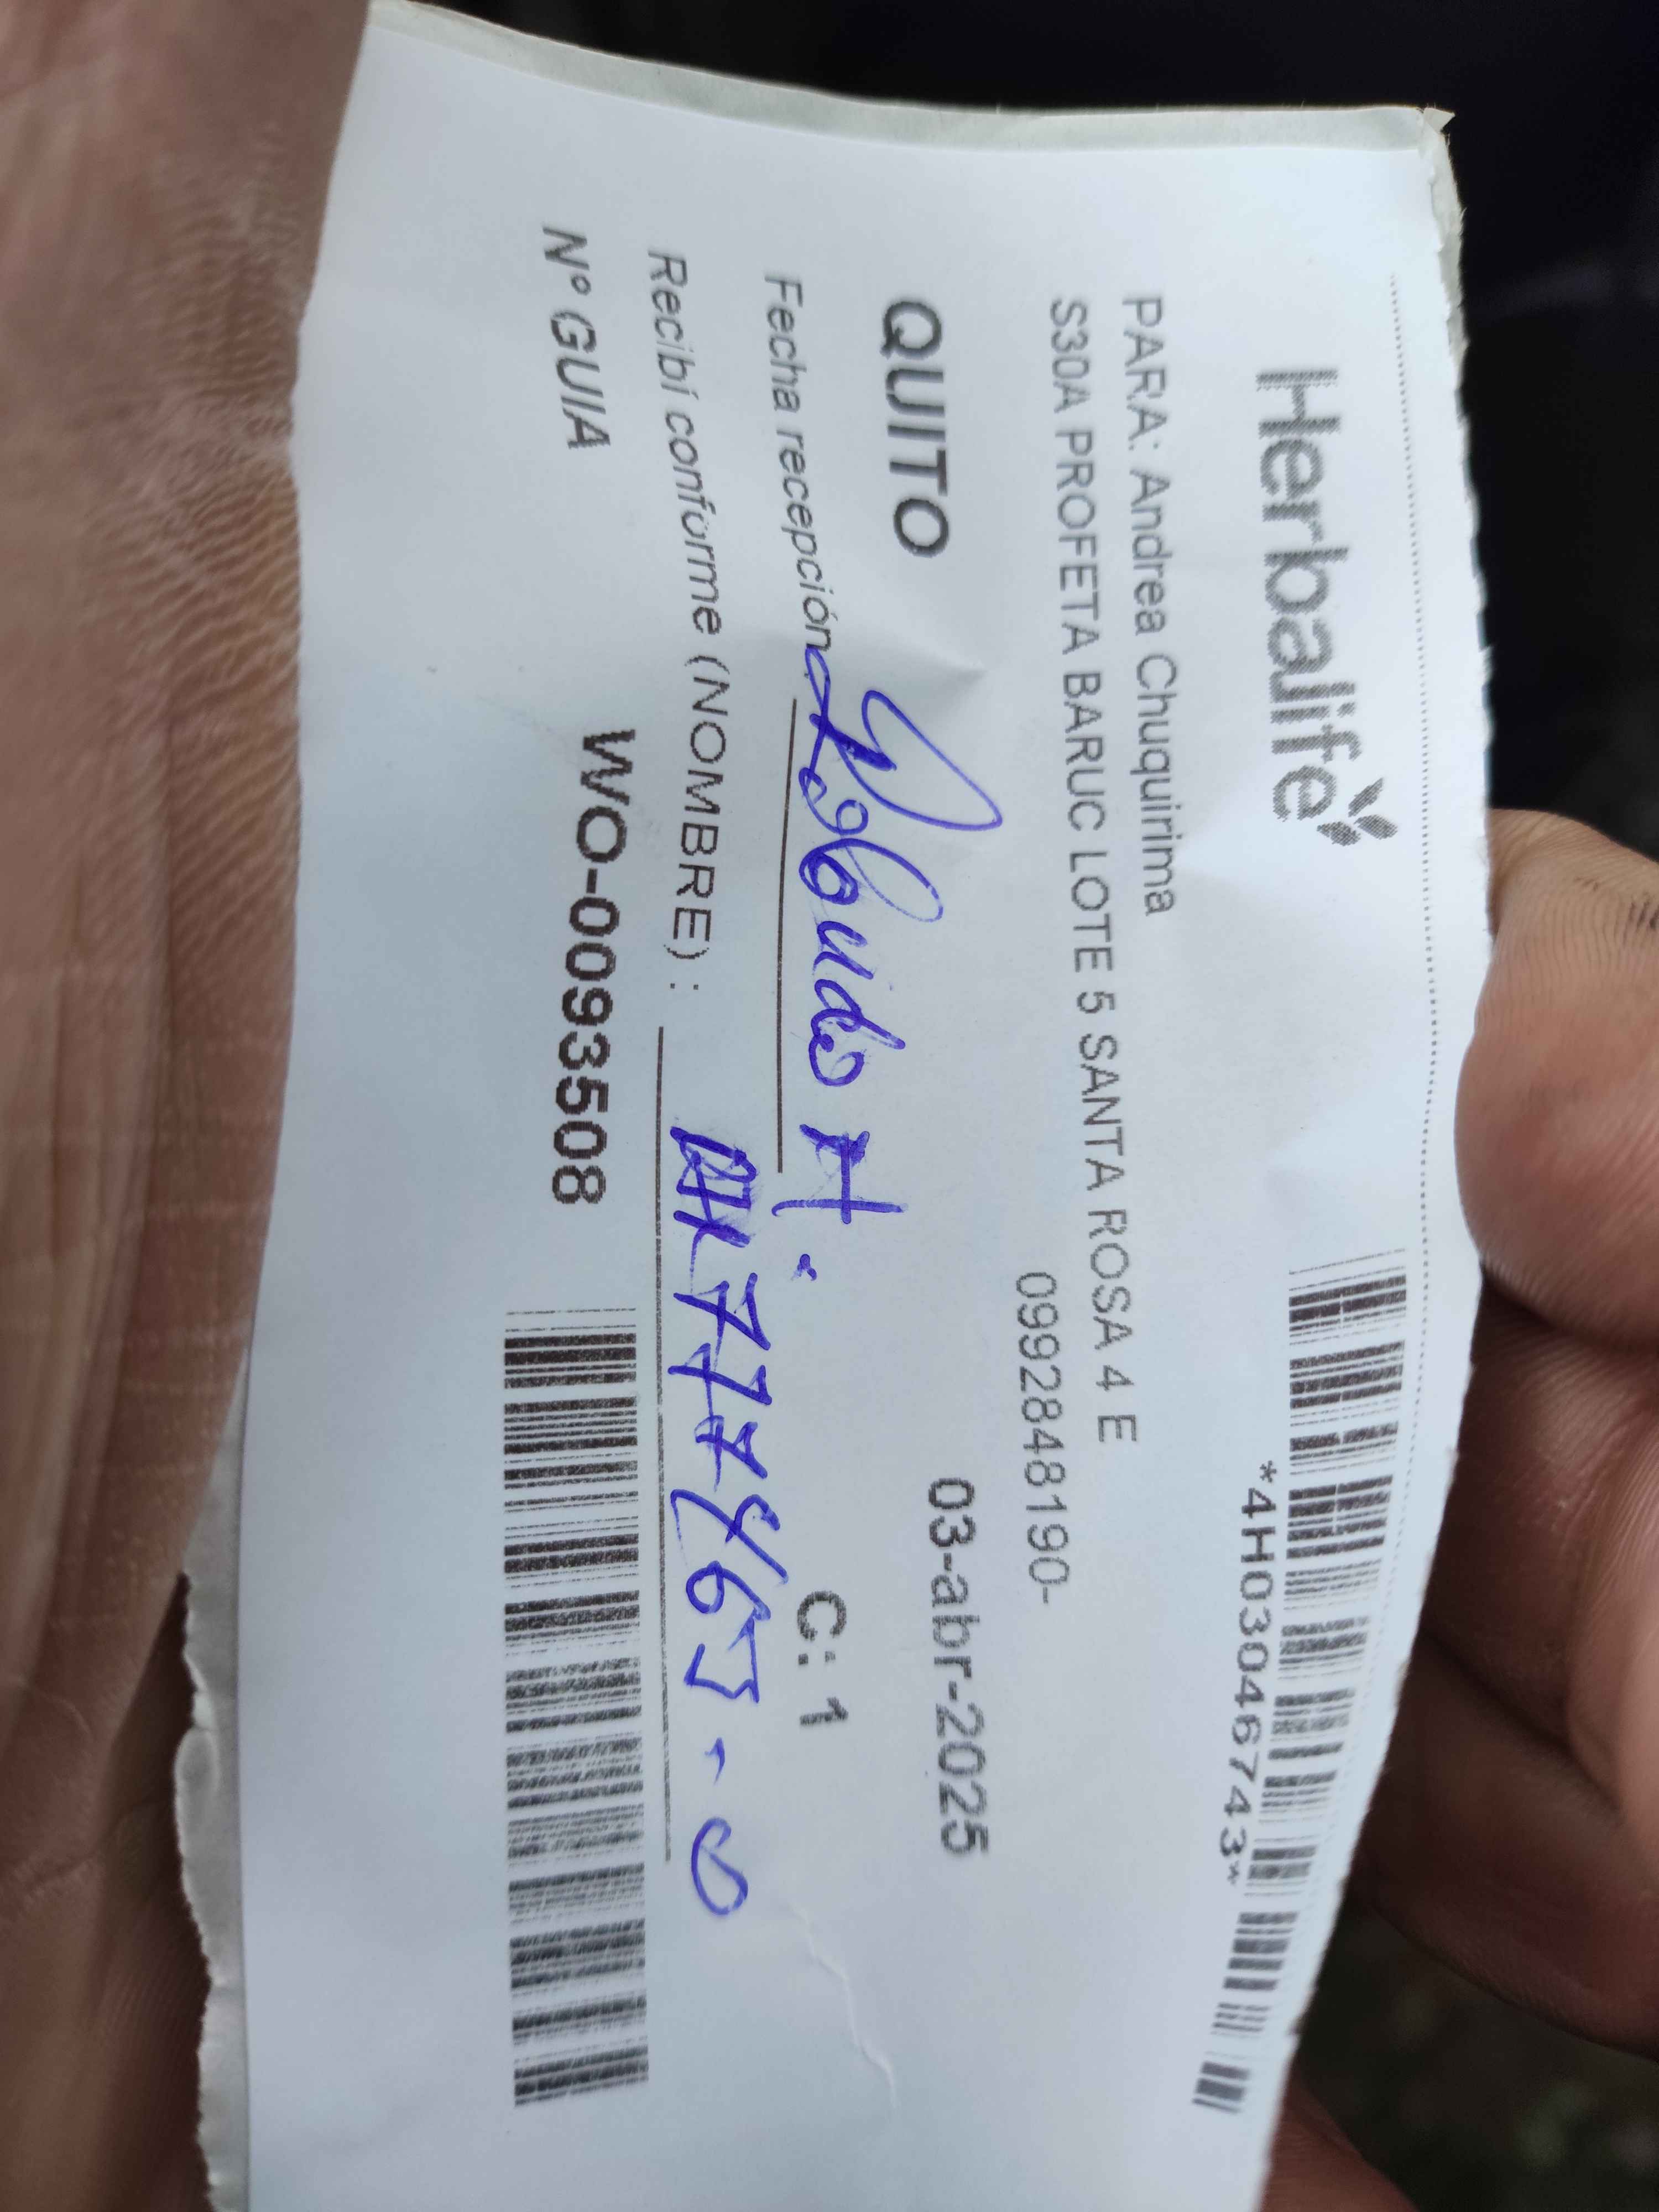 Herbalife
*4H03046743*
PARA: Andrea Chuquirima
S30A PROFETA BARUC LOTE 5 SANTA ROSA 4 E
0992848190-
QUITO
03-abr-2025
Fecha recepción
C: 1
Recibí conforme (NOMBRE) :
Nº GUIA WO-0093508